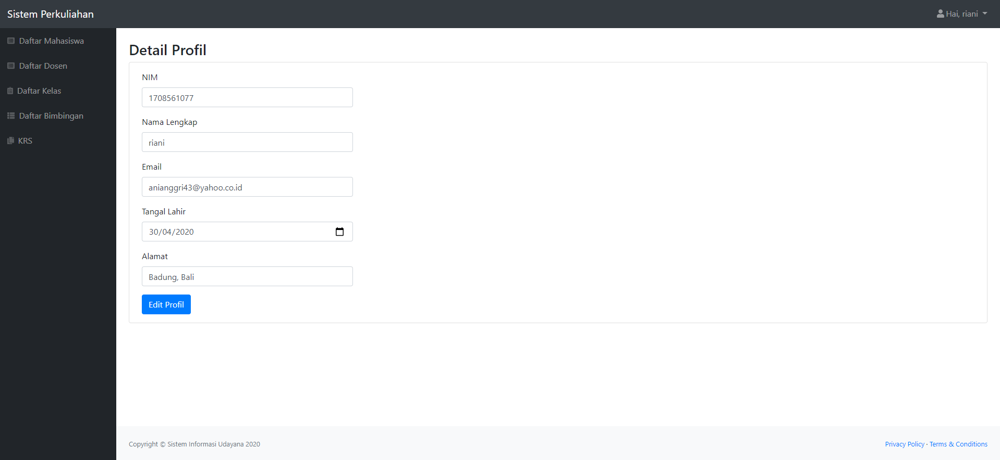 Sistem Perkuliahan
Hai, riani
Daftar Mahasiswa
Daftar Dosen
Daftar Kelas
Daftar Bimbingan
KRS
Detail Profil
NIM
1708561077
Nama Lengkap
riani
Email
anianggri43@yahoo.co.id
Tangal Lahir
30/04/2020
Alamat
Badung, Bali
Edit Profil
Copyright © Sistem Informasi Udayana 2020
Privacy Policy · Terms & Conditions